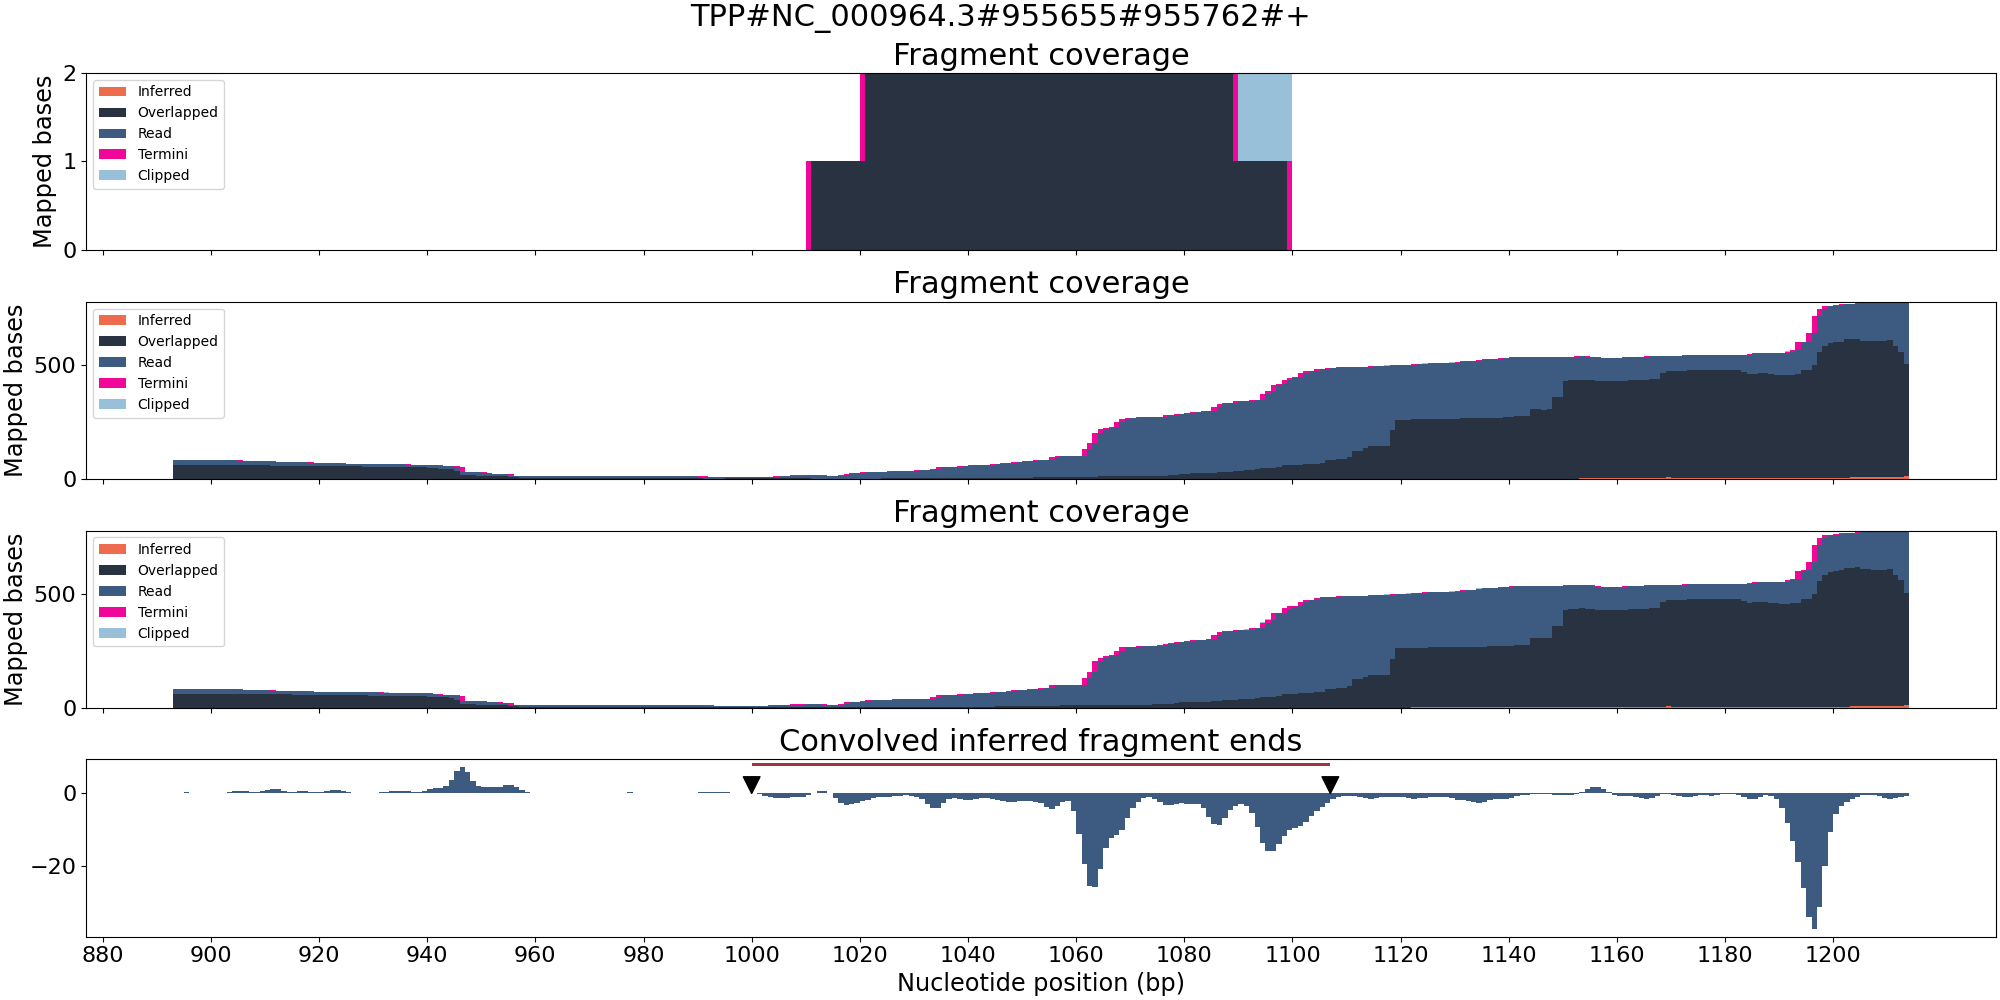 TPP#NC_000964.3#955655#955762#+
Fragment coverage
Mapped bases
2
1
0
Inferred
Overlapped
Read
Termini
Clipped
Fragment coverage
Mapped bases
500
0
Inferred
Overlapped
Read
Termini
Clipped
Fragment coverage
Mapped bases
500
0
Inferred
Overlapped
Read
Termini
Clipped
Convolved inferred fragment ends
0
−20
880 900 920 940 960 980 1000 1020 1040 1060 1080 1100 1120 1140 1160 1180 1200
Nucleotide position (bp)